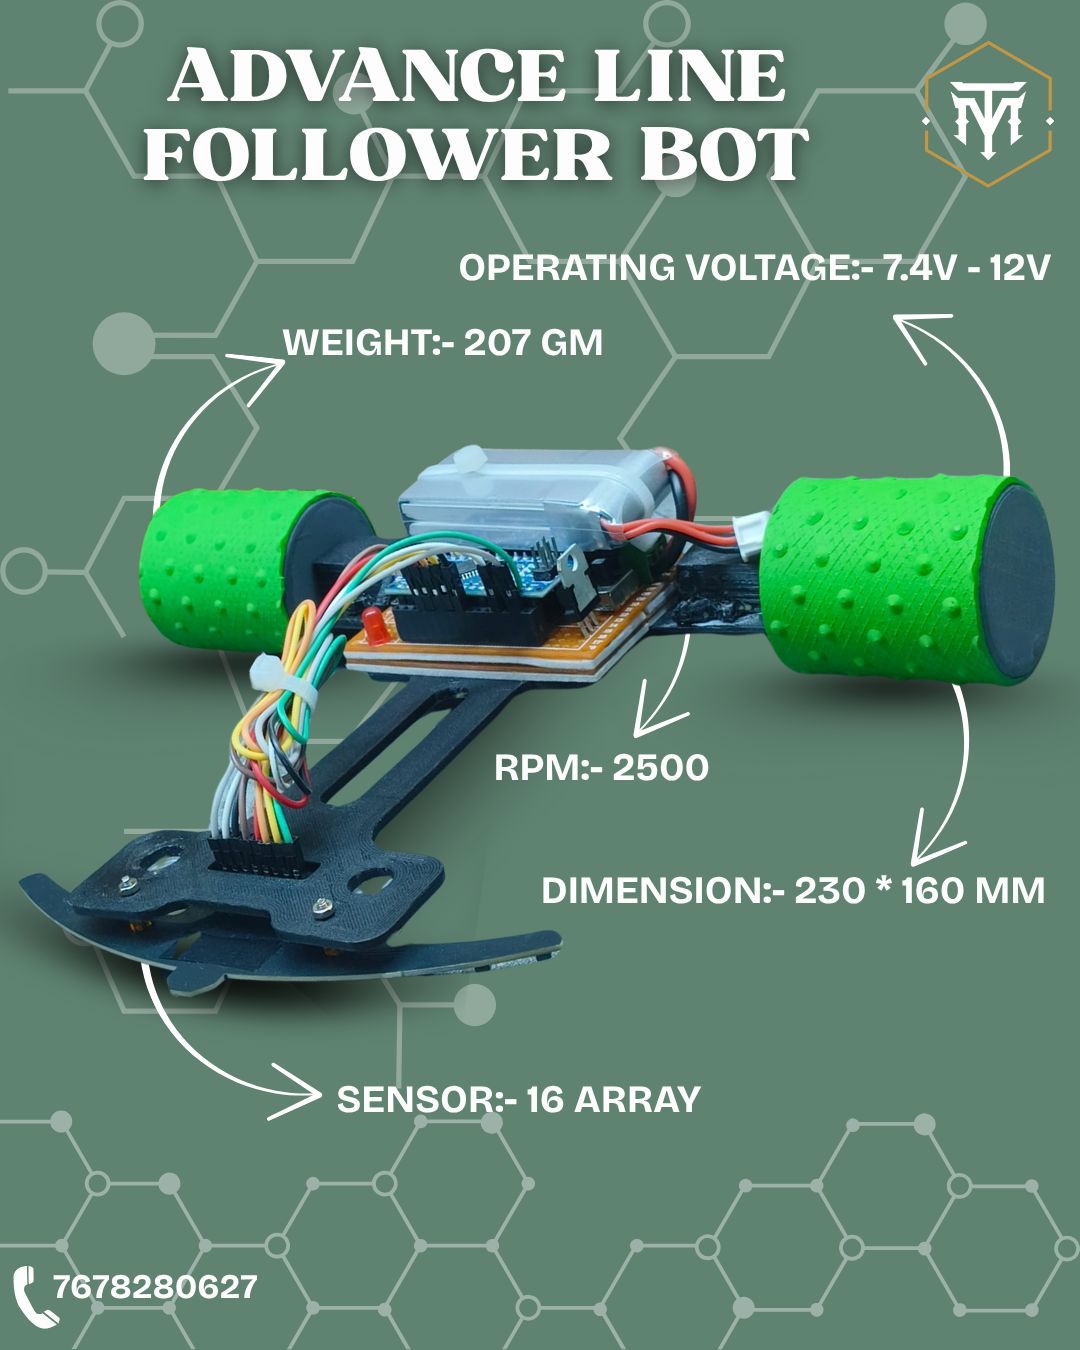 ADVANCE LINE
FOLLOWER BOT
OPERATING VOLTAGE:- 7.4V - 12V
WEIGHT:- 207 GM
RPM:- 2500
DIMENSION:- 230 * 160 MM
SENSOR:- 16 ARRAY
7678280627